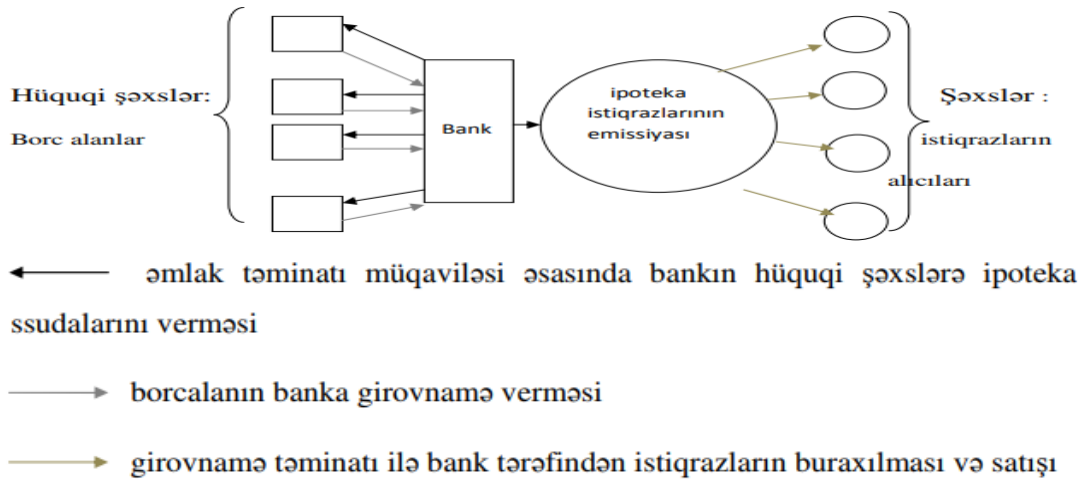 Hüquqi şəxslər:
Borc alanlar
Bank
ipoteka
istiqrazlarının
emissiyası
Şəxslər :
istiqrazların
alıcıları
əmlak təminatı müqaviləsi əsasında bankın hüquqi şəxslərə ipoteka
ssudalarını verməsi
borcalanın banka girovnamə verməsi
girovnamə təminatı ilə bank tərəfindən istiqrazların buraxılması və satışı